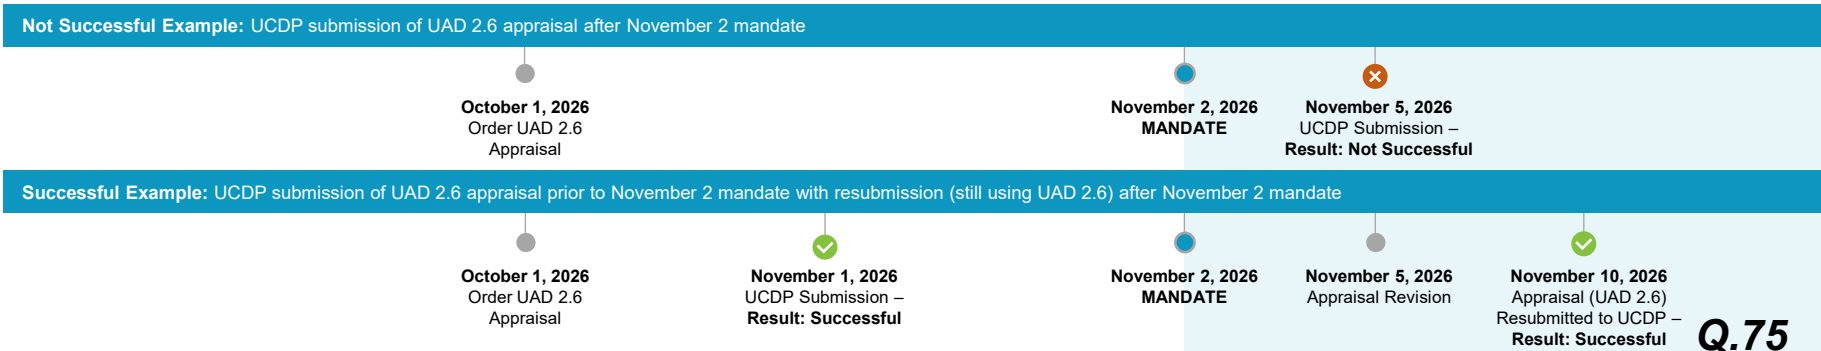 Not Successful Example: UCDP submission of UAD 2.6 appraisal after November 2 mandate
October 1, 2026
Order UAD 2.6
Appraisal
November 2, 2026
MANDATE
November 5, 2026
UCDP Submission –
Result: Not Successful
Successful Example: UCDP submission of UAD 2.6 appraisal prior to November 2 mandate with resubmission (still using UAD 2.6) after November 2 mandate
October 1, 2026
Order UAD 2.6
Appraisal
November 1, 2026
UCDP Submission –
Result: Successful
November 2, 2026
MANDATE
November 5, 2026
Appraisal Revision
November 10, 2026
Appraisal (UAD 2.6)
Resubmitted to UCDP –
Result: Successful
Q.75